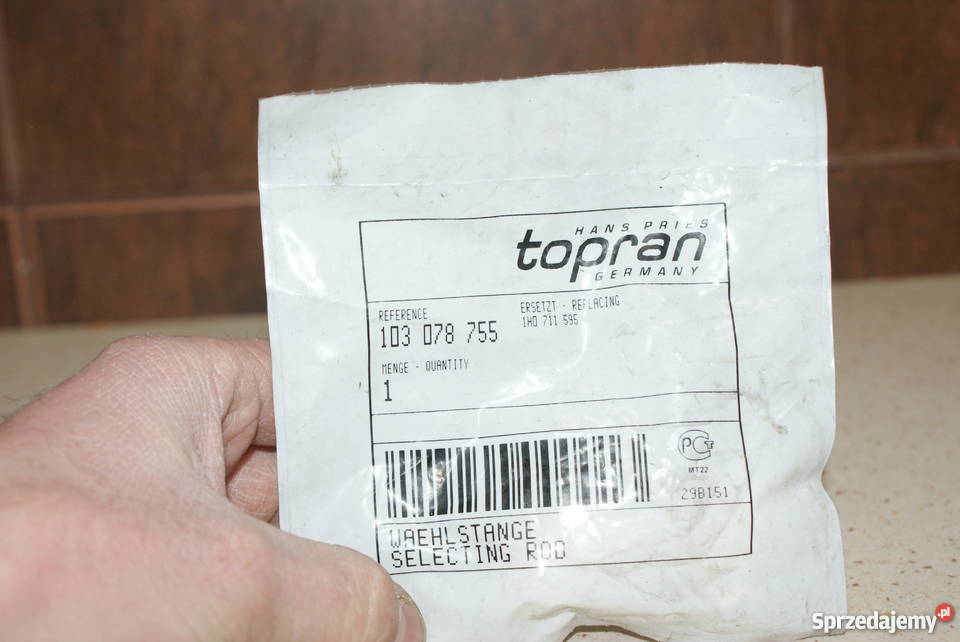 HANS PRIES
topran
GERMANY
REFERENCE
103 078 755
ERSETZT - REPLACING
1H0 711 595
MENGE - QUANTITY
1
PCT
MT22
29B151
WAEHLSTANGE
SELECTING ROD
Sprzedajemy.pl